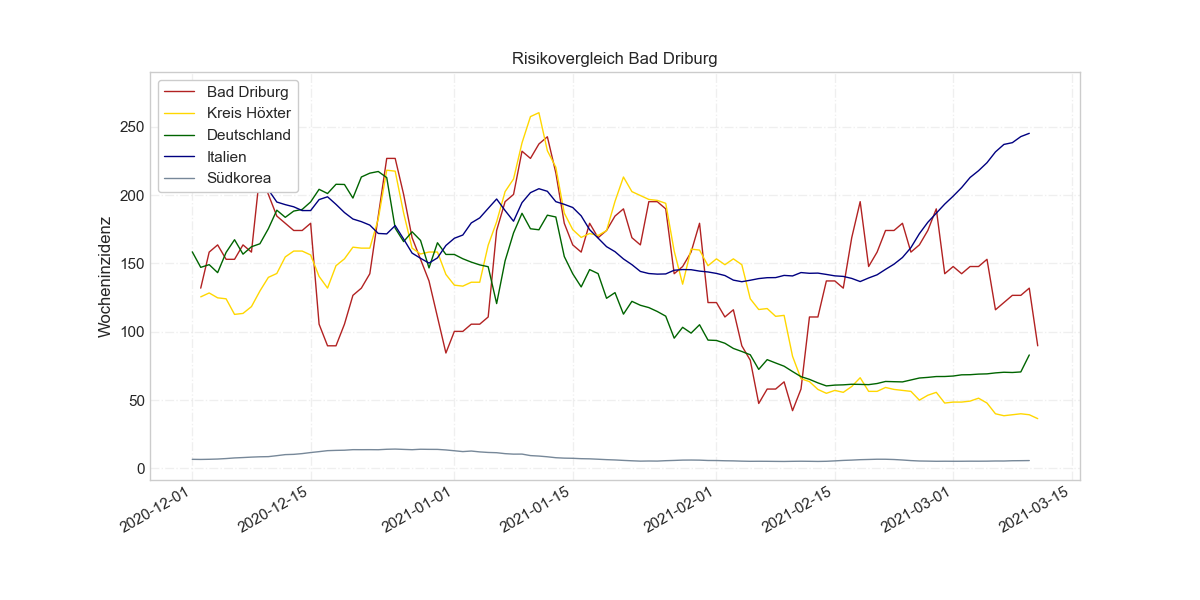 Risikovergleich Bad Driburg
Bad Driburg
Kreis Höxter
Deutschland
Italien
Südkorea
Wocheninzidenz
250
200
150
100
50
0
2020-12-01
2020-12-15
2021-01-01
2021-01-15
2021-02-01
2021-02-15
2021-03-01
2021-03-15